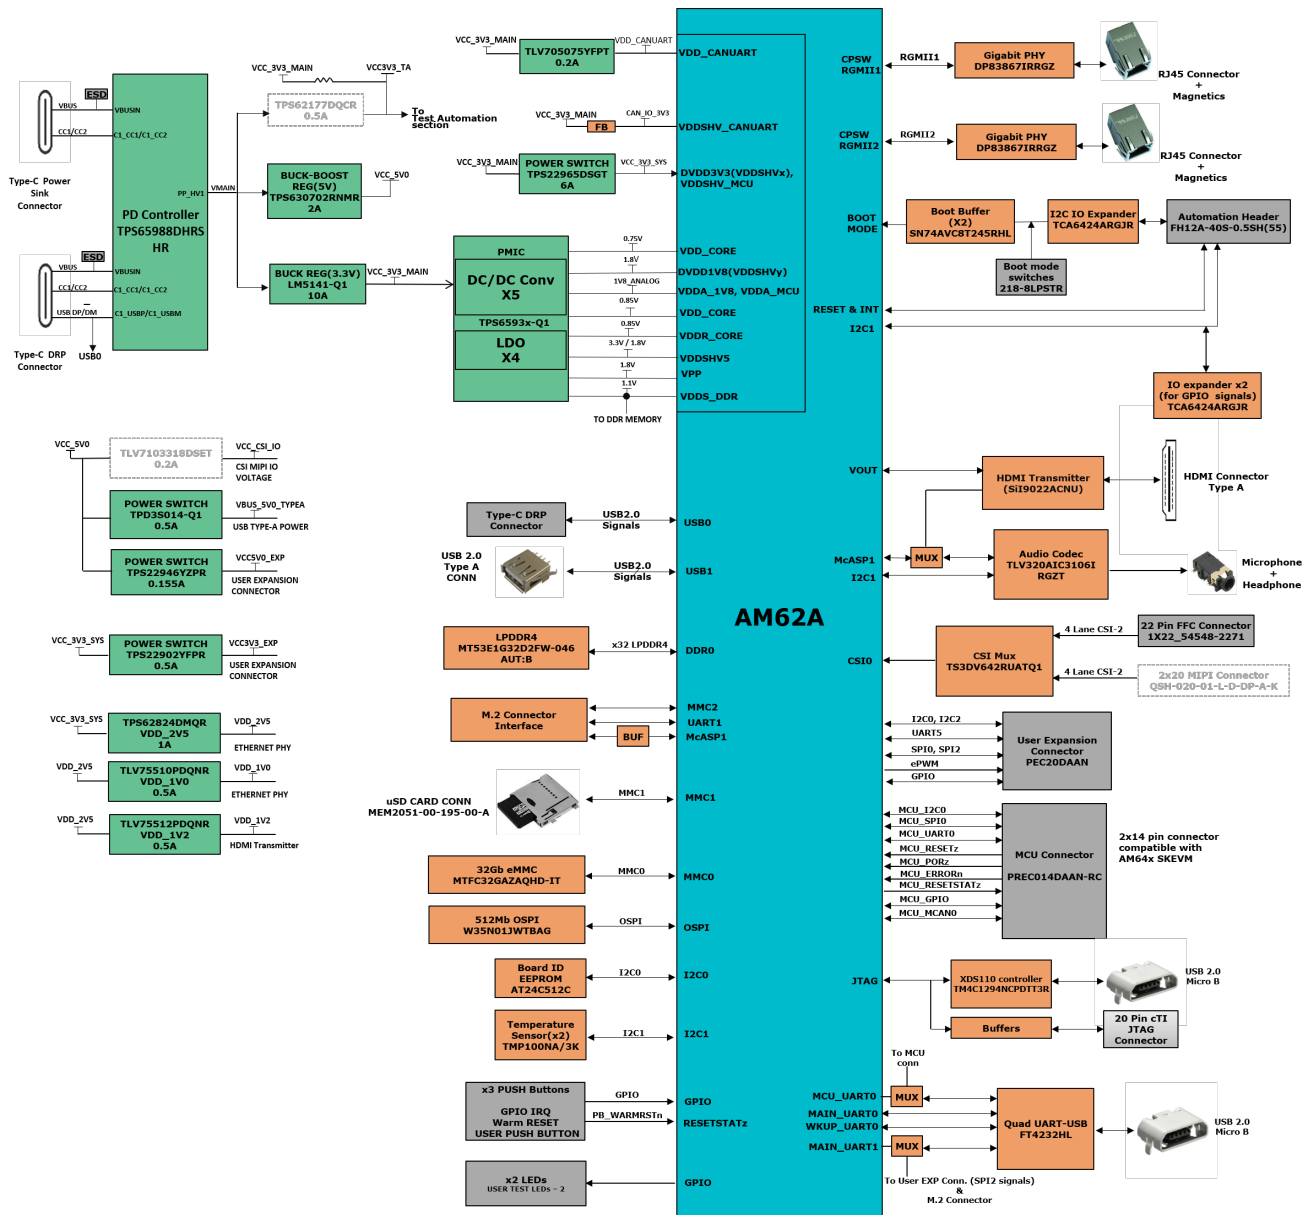 VBUS
ESD
VBUSIN
CC1/CC2
C1_CC1/C1_CC2
Type-C Power
Sink
Connector
PD Controller
TPS65988DHRS
HR
PP_HV1
VMAIN
VBUS
ESD
VBUSIN
CC1/CC2
C1_CC1/C1_CC2
USB DP/DM
C1_USBP/C1_USBM
Type-C DRP
Connector
USB0
VCC_3V3_MAIN
VCC3V3_TA
TPS62177DQCR
0.5A
To
Test Automation
section
BUCK-BOOST
REG(5V)
TPS630702RNMR
2A
VCC_5V0
BUCK REG(3.3V)
LM5141-Q1
10A
VCC_3V3_MAIN
VCC_3V3_MAIN
TLV705075YFPT
0.2A
VDD_CANUART
VDD_CANUART
VCC_3V3_MAIN
FB
CAN_IO_3V3
VDDSHV_CANUART
VCC_3V3_MAIN
POWER SWITCH
TPS22965DSGT
6A
VCC_3V3_SYS
DVDD3V3(VDDSHVx),
VDDSHV_MCU
PMIC
DC/DC Conv
X5
TPS6593x-Q1
LDO
X4
0.75V
VDD_CORE
1.8V
DVDD1V8(VDDSHVy)
1V8_ANALOG
VDDA_1V8, VDDA_MCU
0.85V
VDD_CORE
0.85V
VDDR_CORE
3.3V / 1.8V
VDDSHV5
1.8V
VPP
1.1V
VDDS_DDR
TO DDR MEMORY
VCC_5V0
TLV7103318DSET
0.2A
VCC_CSI_IO
CSI MIPI IO
VOLTAGE
POWER SWITCH
TPD3S014-Q1
0.5A
VBUS_5V0_TYPEA
USB TYPE-A POWER
POWER SWITCH
TPS22946YZPR
0.155A
VCC5V0_EXP
USER EXPANSION
CONNECTOR
VCC_3V3_SYS
POWER SWITCH
TPS22902YFPR
0.5A
VCC3V3_EXP
USER EXPANSION
CONNECTOR
VCC_3V3_SYS
TPS62824DMQR
VDD_2V5
1A
VDD_2V5
ETHERNET PHY
VDD_2V5
TLV75510PDQNR
VDD_1V0
0.5A
VDD_1V0
ETHERNET PHY
VDD_2V5
TLV75512PDQNR
VDD_1V2
0.5A
VDD_1V2
HDMI Transmitter
Type-C DRP
Connector
USB2.0
Signals
USB0
USB 2.0
Type A
CONN
USB2.0
Signals
USB1
LPDDR4
MT53E1G32D2FW-046
AUT:B
x32 LPDDR4
DDR0
M.2 Connector
Interface
BUF
MMC2
UART1
McASP1
uSD CARD CONN
MEM2051-00-195-00-A
MMC1
MMC1
32Gb eMMC
MTFC32GAZAQHD-IT
MMC0
MMC0
512Mb OSPI
W35N01JWTBAG
OSPI
OSPI
Board ID
EEPROM
AT24C512C
I2C0
I2C0
Temperature
Sensor(x2)
TMP100NA/3K
I2C1
I2C1
x3 PUSH Buttons
GPIO IRQ
Warm RESET
USER PUSH BUTTON
GPIO
GPIO
PB_WARMRSTn
RESETSTATz
x2 LEDs
USER TEST LEDs – 2
GPIO
AM62A
CPSW
RGMII1
RGMII1
Gigabit PHY
DP83867IRRGZ
RJ45 Connector
+
Magnetics
CPSW
RGMII2
RGMII2
Gigabit PHY
DP83867IRRGZ
RJ45 Connector
+
Magnetics
BOOT
MODE
Boot Buffer
(X2)
SN74AVC8T245RHL
I2C IO Expander
TCA6424ARGJR
Automation Header
FH12A-40S-0.5SH(55)
Boot mode
switches
218-8LPSTR
RESET & INT
I2C1
IO expander x2
(for GPIO signals)
TCA6424ARGJR
VOUT
HDMI Transmitter
(SiI9022ACNU)
HDMI Connector
Type A
McASP1
MUX
I2C1
Audio Codec
TLV320AIC3106I
RGZT
Microphone
+
Headphone
CSI0
CSI Mux
TS3DV642RUATQ1
4 Lane CSI-2
22 Pin FFC Connector
1X22_54548-2271
4 Lane CSI-2
2x20 MIPI Connector
QSH-020-01-L-D-DP-A-K
I2C0, I2C2
UART5
SPI0, SPI2
ePWM
GPIO
User Expansion
Connector
PEC20DAAN
MCU_I2C0
MCU_SPI0
MCU_UART0
MCU_RESETz
MCU_PORz
MCU_ERRORn
MCU_RESETSTATz
MCU_GPIO
MCU_MCAN0
MCU Connector
PREC014DAAN-RC
2x14 pin connector
compatible with
AM64x SKEVM
JTAG
XDS110 controller
TM4C1294NCPDTT3R
USB 2.0
Micro B
Buffers
20 Pin cTI
JTAG
Connector
To MCU
conn
MCU_UART0
MUX
MAIN_UART0
WKUP_UART0
MAIN_UART1
MUX
Quad UART-USB
FT4232HL
USB 2.0
Micro B
To User EXP Conn. (SPI2 signals)
&
M.2 Connector